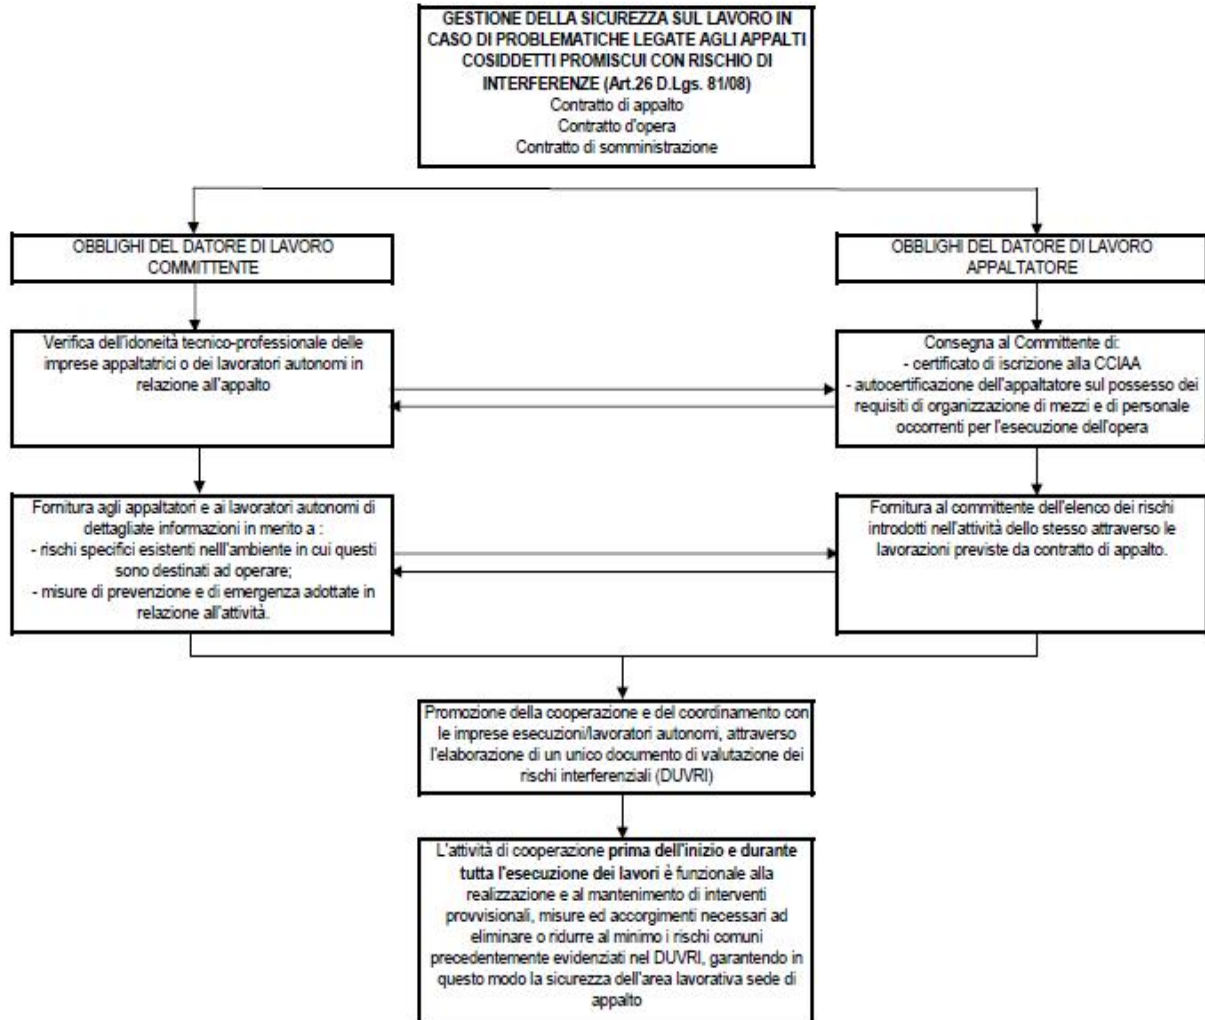 GESTIONE DELLA SICUREZZA SUL LAVORO IN
CASO DI PROBLEMATICHE LEGATE AGLI APPALTI
COSIDDETTI PROMISCUI CON RISCHIO DI
INTERFERENZE (Art.26 D.Lgs. 81/08)
Contratto di appalto
Contratto d'opera
Contratto di somministrazione
OBBLIGHI DEL DATORE DI LAVORO
COMMITTENTE
OBBLIGHI DEL DATORE DI LAVORO
APPALTATORE
Verifica dell'idoneità tecnico-professionale delle
imprese appaltatrici o dei lavoratori autonomi in
relazione all'appalto
Consegna al Committente di:
- certificato di iscrizione alla CCIAA
- autocertificazione dell'appaltatore sul possesso dei
requisiti di organizzazione di mezzi e di personale
occorrenti per l'esecuzione dell'opera
Fornitura agli appaltatori e ai lavoratori autonomi di
dettagliate informazioni in merito a :
- rischi specifici esistenti nelll'ambiente in cui questi
sono destinati ad operare;
- misure di prevenzione e di emergenza adottate in
relazione all'attività.
Fornitura al committente dell'elenco dei rischi
introdotti nell'attività dello stesso attraverso le
lavorazioni previste da contratto di appalto.
Promozione della cooperazione e del coordinamento con
le imprese esecuzioni/lavoratori autonomi, attraverso
l'elaborazione di un unico documento di valutazione dei
rischi interferenziali (DUVRI)
L'attività di cooperazione prima dell'inizio e durante
tutta l'esecuzione dei lavori è funzionale alla
realizzazione e al mantenimento di interventi
provvisionali, misure ed accorgimenti necessari ad
eliminare o ridurre al minimo i rischi comuni
precedentemente evidenziati nel DUVRI, garantendo in
questo modo la sicurezza dell'area lavorativa sede di
appalto